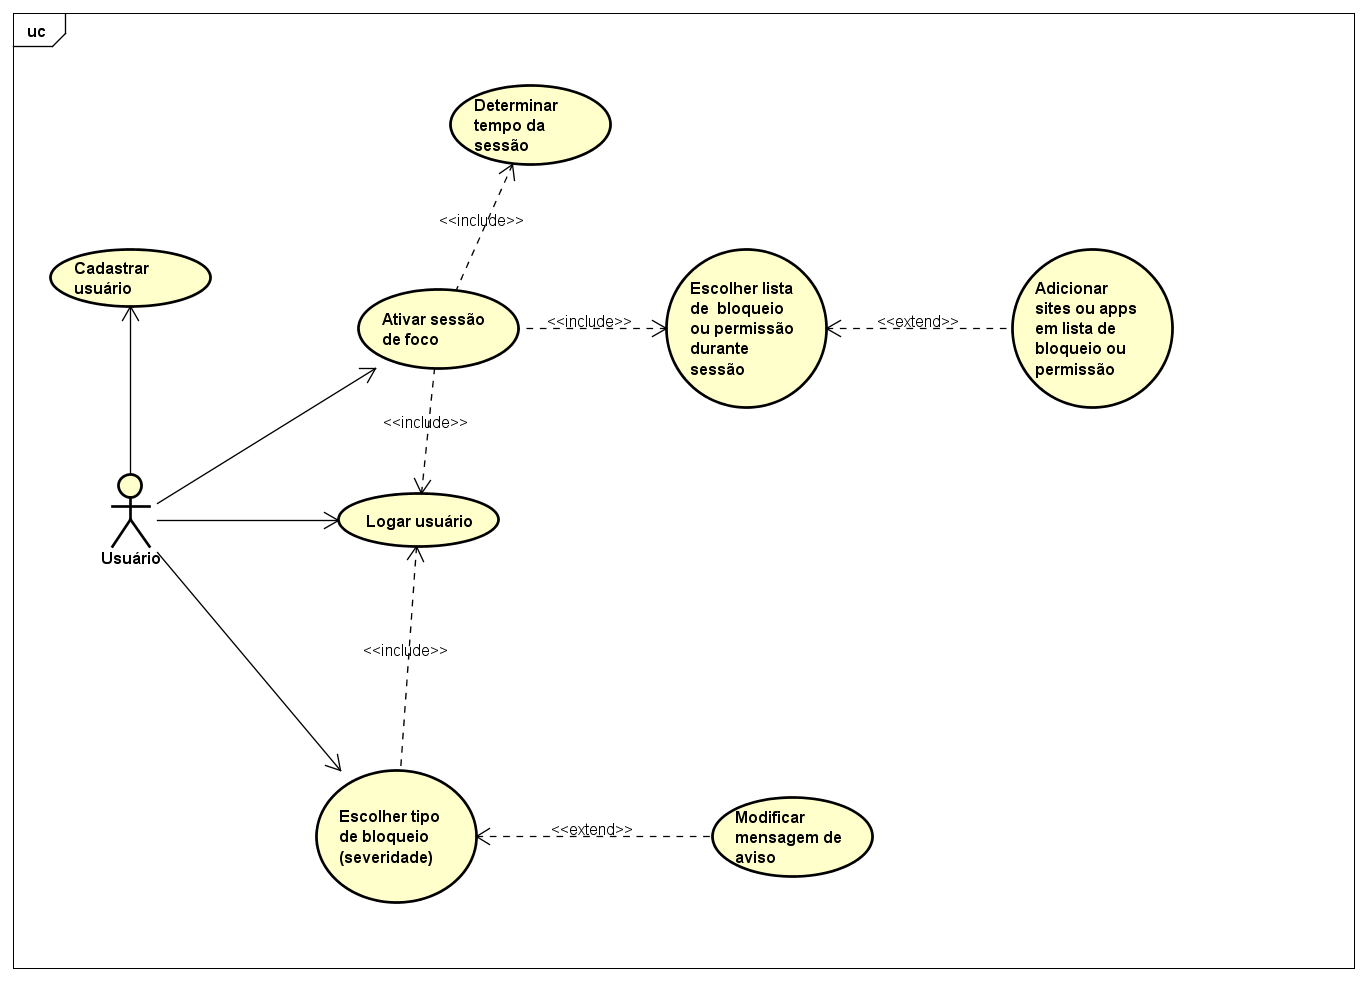 uc
Determinar
tempo da
sessão
<<include>>
Cadastrar
usuário
Ativar sessão
de foco
<<include>>
Escolher lista
de  bloqueio
ou permissão
durante
sessão
<<extend>>
Adicionar
sites ou apps
em lista de
bloqueio ou
permissão
<<include>>
Logar usuário
Usuário
<<include>>
Escolher tipo
de bloqueio
(severidade)
<<extend>>
Modificar
mensagem de
aviso